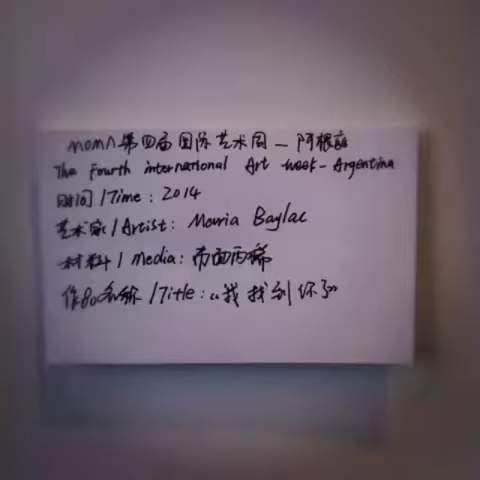 MOMA第四届国际艺术周—阿根廷
The Fourth international Art week-Argentina
时间/Time: 2014
艺术家/Artist: Maria Baylac
材料/Media: 布面丙稀
作品名称/Title: “我找到你了”